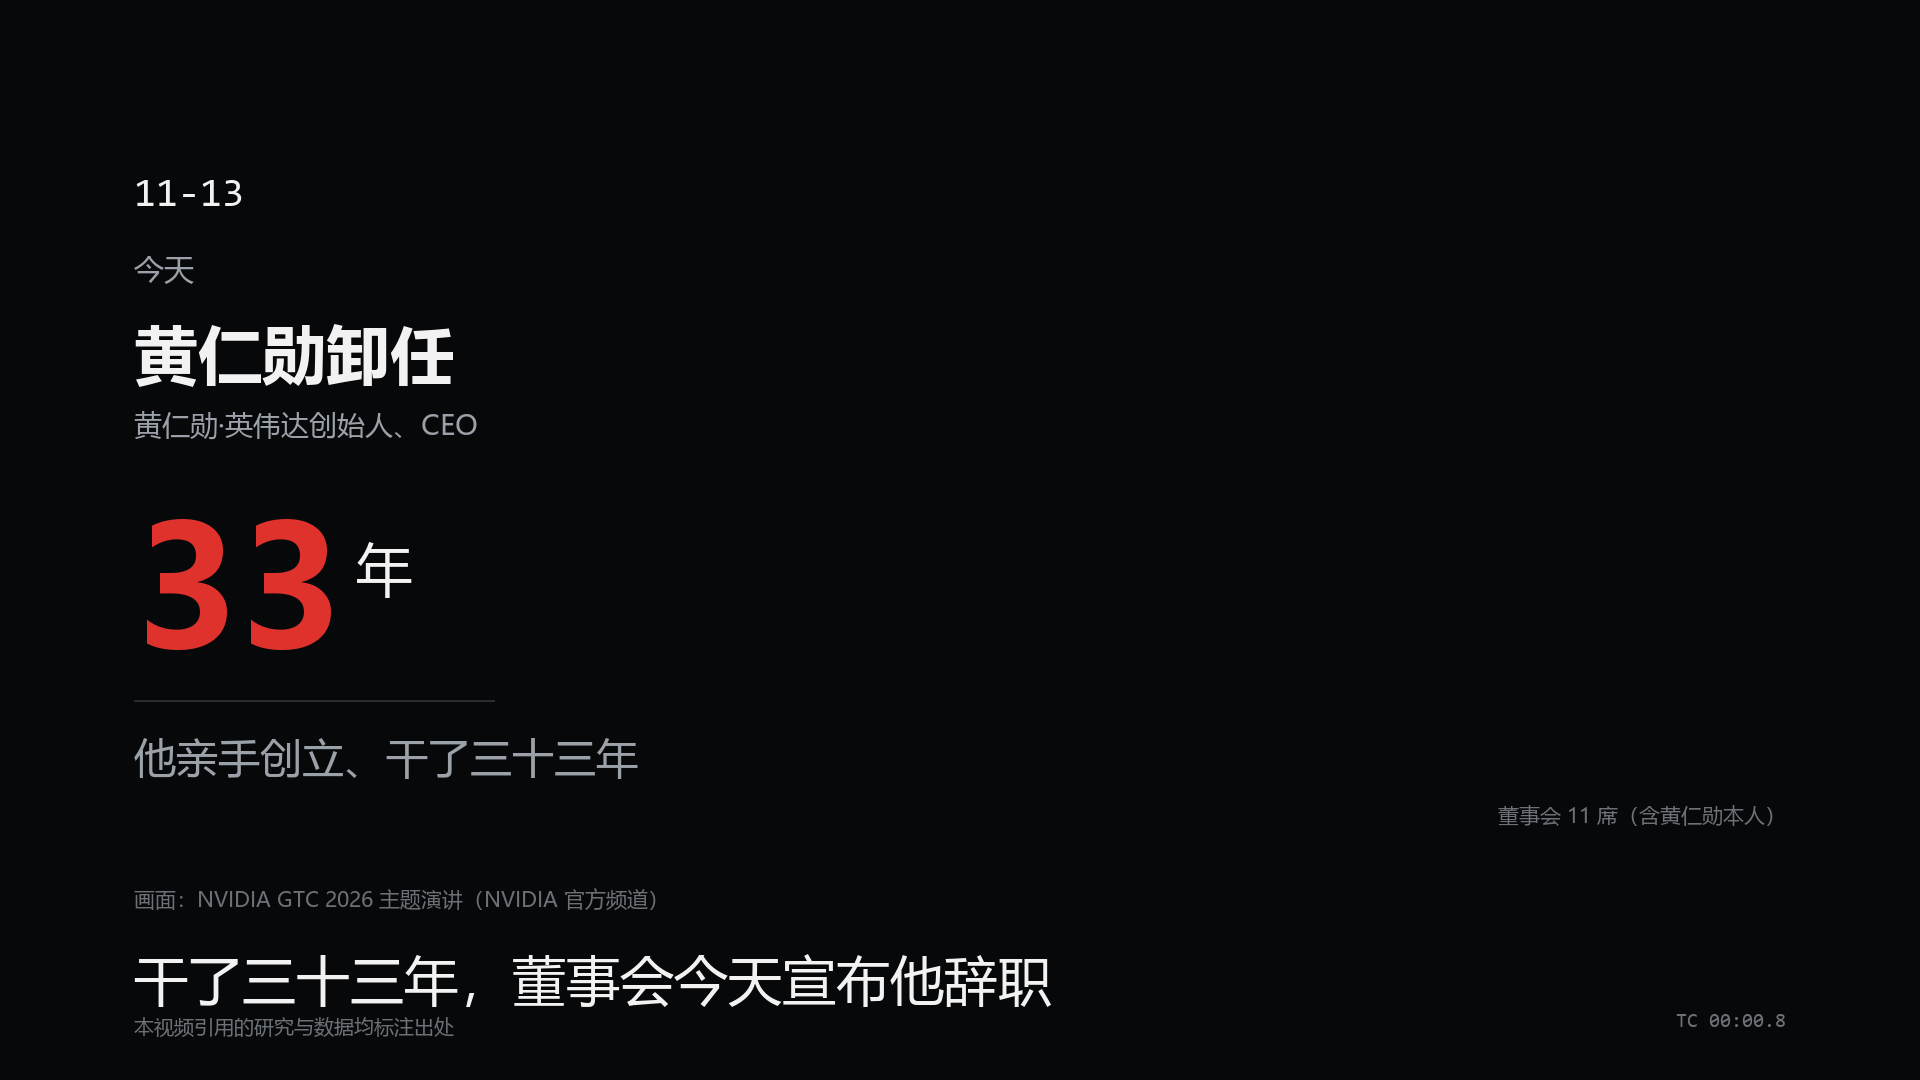 11-13
今天
黄仁勋卸任
黄仁勋·英伟达创始人、CEO
33 年
他亲手创立、干了三十三年
董事会 11 席（含黄仁勋本人）
画面：NVIDIA GTC 2026 主题演讲（NVIDIA 官方频道）
干了三十三年，董事会今天宣布他辞职
本视频引用的研究与数据均标注出处
TC 00:00.8